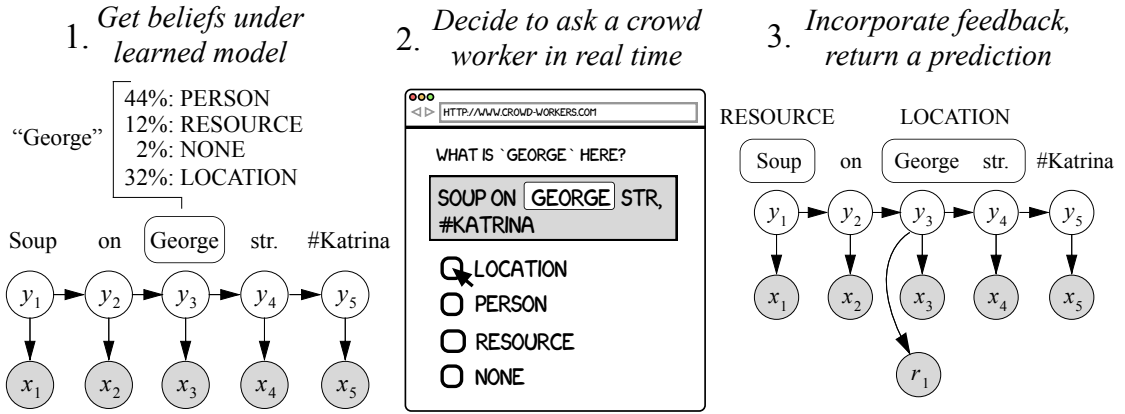 1. Get beliefs under
learned model
44%: PERSON
12%: RESOURCE
2%: NONE
32%: LOCATION
“George”
Soup on George str. #Katrina
y1 y2 y3 y4 y5
x1 x2 x3 x4 x5
2. Decide to ask a crowd
worker in real time
HTTP://WWW.CROWD-WORKERS.COM
WHAT IS `GEORGE` HERE?
SOUP ON GEORGE STR,
#KATRINA
LOCATION
PERSON
RESOURCE
NONE
3. Incorporate feedback,
return a prediction
RESOURCE LOCATION
Soup on George str. #Katrina
y1 y2 y3 y4 y5
x1 x2 x3 x4 x5
r1